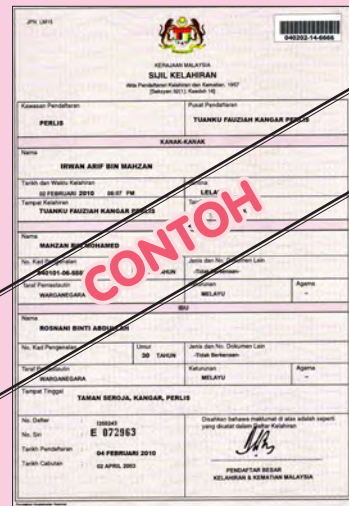 JPN. LM15
040202-14-6666
KERAJAAN MALAYSIA
SIJIL KELAHIRAN
Akta Pendaftaran Kelahiran dan Kematian, 1957
Kawasan Pendaftaran
Pusat Pendaftaran
PERLIS
TUANKU FAUZIAH KANGAR PERLIS
KANAK-KANAK
Nama
IRWAN ARIF BIN MAHZAN
Tarikh dan Waktu Kelahiran
02 FEBRUARI 2010 08:07 PM
Tempat Kelahiran
TUANKU FAUZIAH KANGAR PERLIS
CONTOH
Nama
MAHZAN BIN MOHAMED
No. Kad Pengenalan
TAHUN
Jenis dan No. Dokumen Lain
-Tidak Berkenaan-
Taraf Pemastautin
Keturunan
Agama
WARGANEGARA
MELAYU
-
IBU
Nama
ROSNANI BINTI ABDULLAH
No. Kad Pengenalan
Umur
30 TAHUN
Jenis dan No. Dokumen Lain
-Tidak Berkenaan-
Taraf Pemastautin
Keturunan
Agama
WARGANEGARA
MELAYU
-
Tempat Tinggal
TAMAN SEROJA, KANGAR, PERLIS
No. Daftar
No. Siri
E 072963
Tarikh Pendaftaran
04 FEBRUARI 2010
Tarikh Cabutan
02 APRIL 2003
Disahkan bahawa maklumat di atas adalah seperti
yang dicatat dalam Daftar Kelahiran
PENDAFTAR BESAR
KELAHIRAN & KEMATIAN MALAYSIA